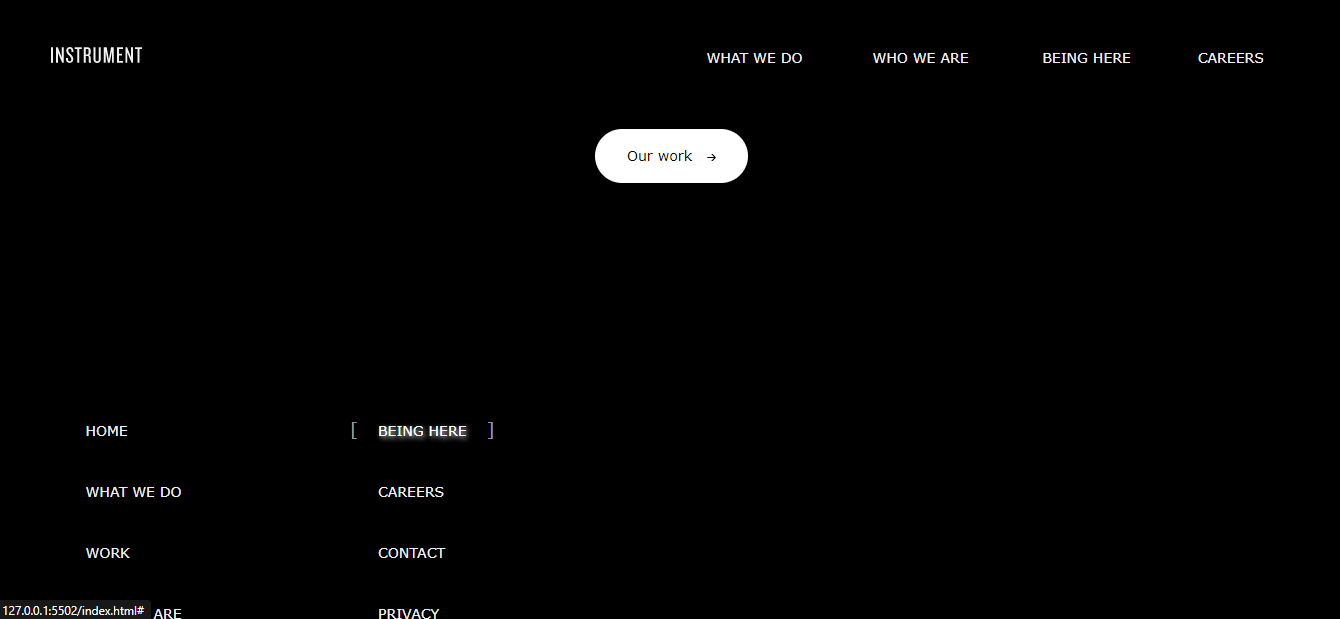 INSTRUMENT WHAT WE DO WHO WE ARE BEING HERE CAREERS
Our work →
HOME [ BEING HERE ]
WHAT WE DO CAREERS
WORK CONTACT
ARE PRIVACY
127.0.0.1:5502/index.html#